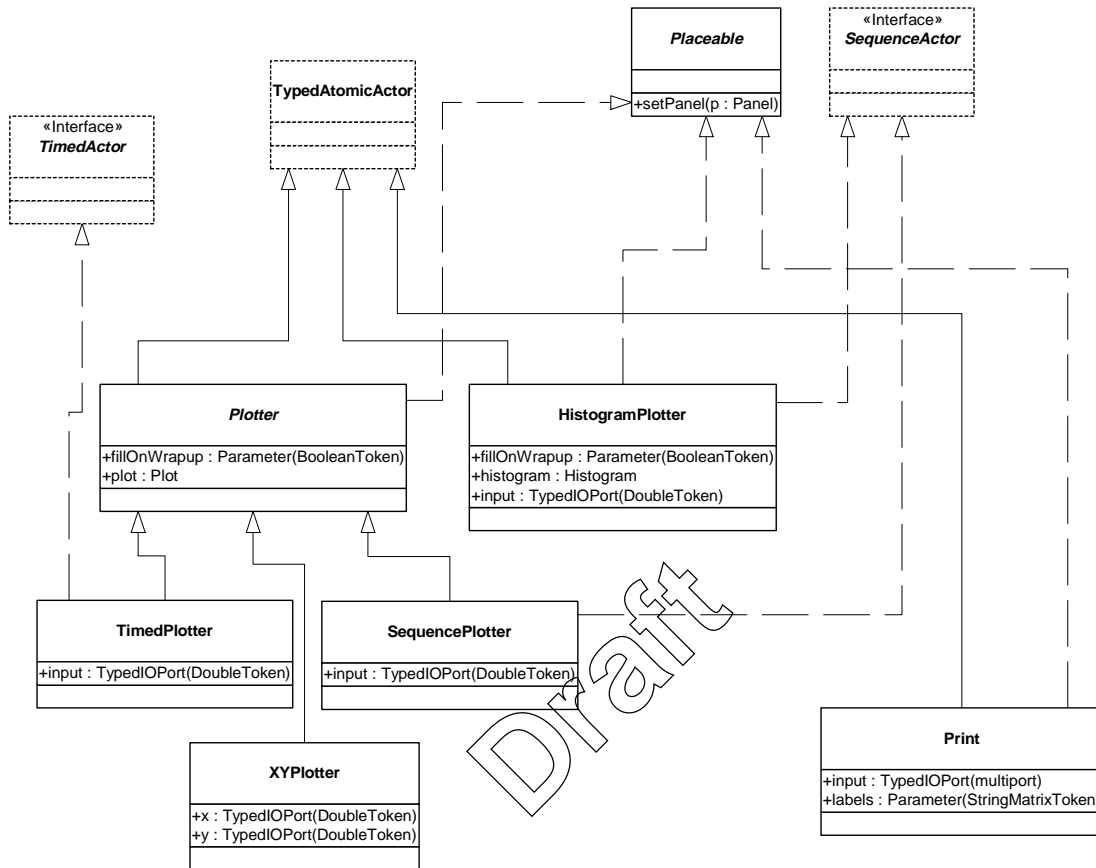 Placeable
+setPanel(p : Panel)
«Interface»
SequenceActor
TypedAtomicActor
«Interface»
TimedActor
Plotter
+fillOnWrapup : Parameter(BooleanToken)
+plot : Plot
HistogramPlotter
+fillOnWrapup : Parameter(BooleanToken)
+histogram : Histogram
+input : TypedIOPort(DoubleToken)
TimedPlotter
+input : TypedIOPort(DoubleToken)
SequencePlotter
+input : TypedIOPort(DoubleToken)
Draft
XYPlotter
+x : TypedIOPort(DoubleToken)
+y : TypedIOPort(DoubleToken)
Print
+input : TypedIOPort(multiport)
+labels : Parameter(StringMatrixToken